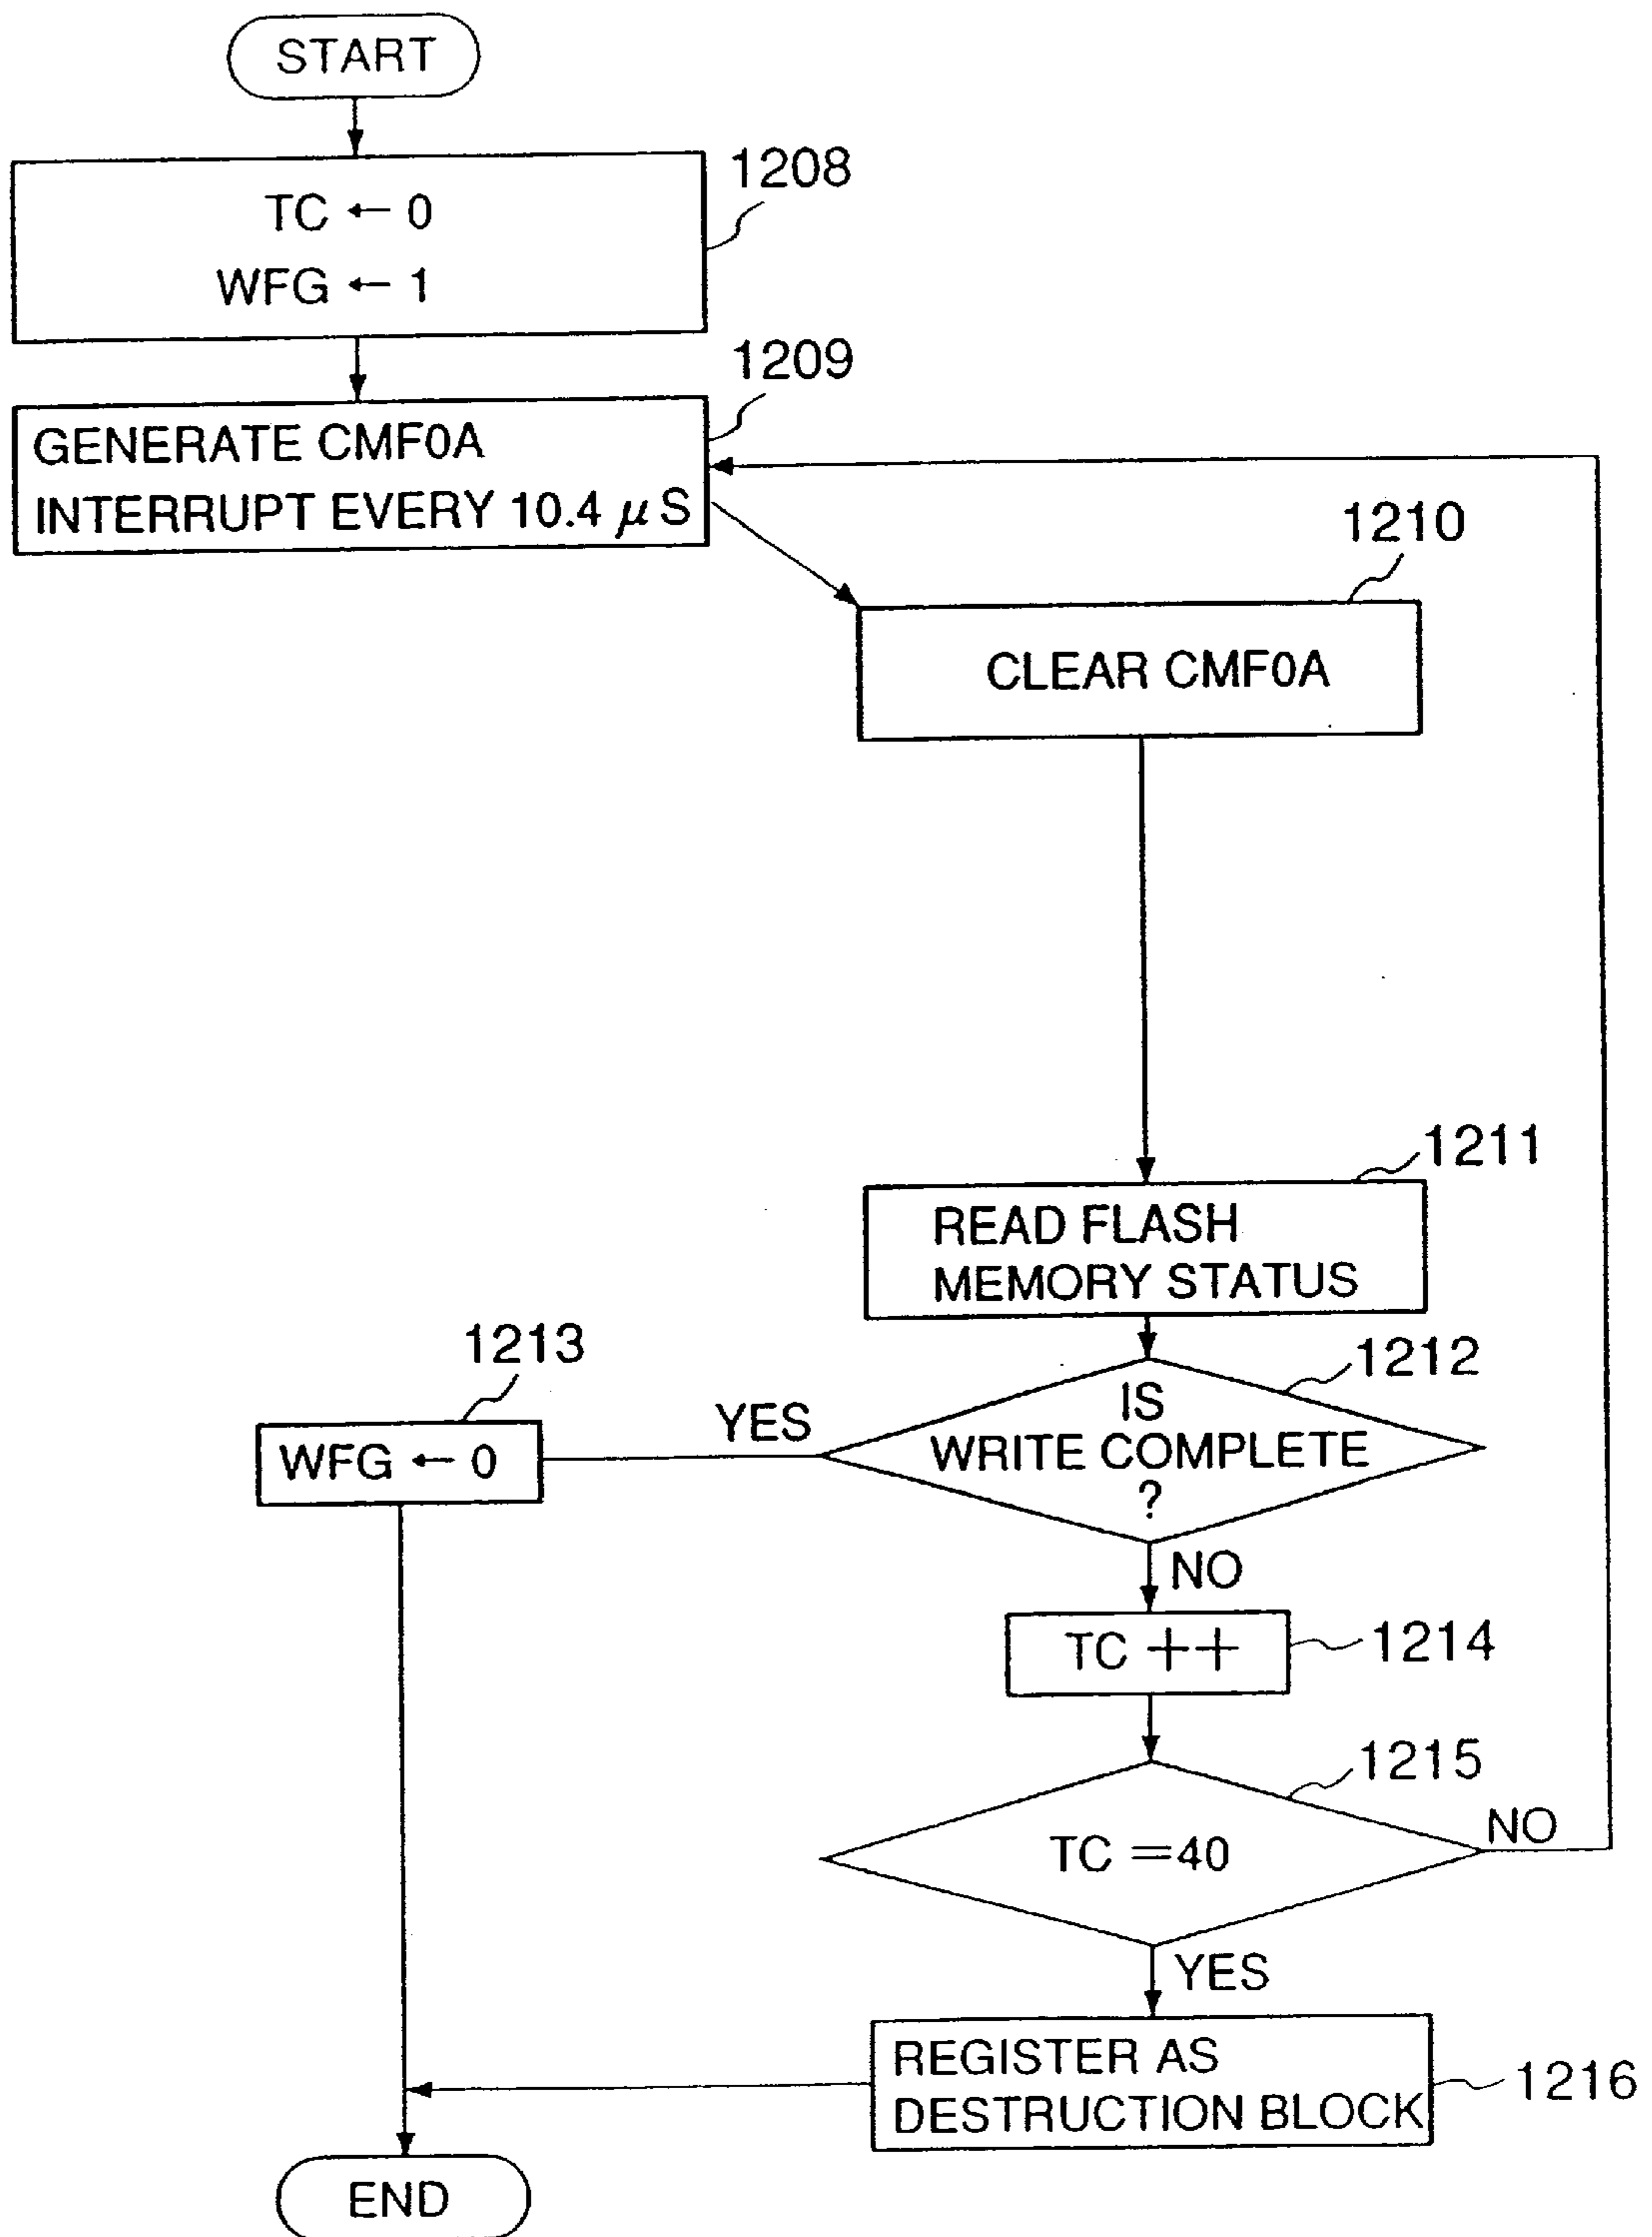 START
1208
TC ← 0
WFG ← 1
1209
GENERATE CMF0A
INTERRUPT EVERY 10.4 μS
1210
CLEAR CMF0A
1211
READ FLASH
MEMORY STATUS
1212
1213
IS
WRITE COMPLETE
?
YES
WFG ← 0
NO
TC ++
1214
1215
TC =40
NO
YES
REGISTER AS
DESTRUCTION BLOCK
1216
END